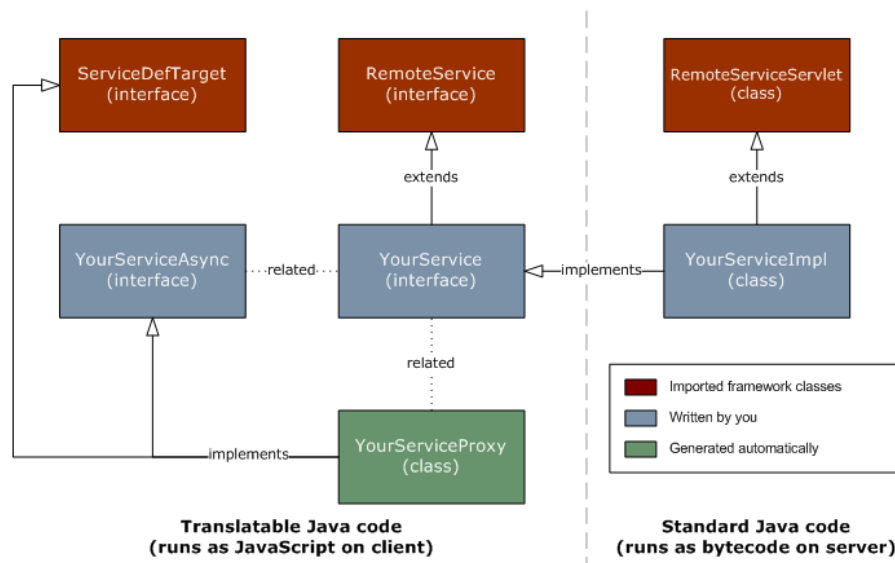 ServiceDefTarget
(interface)
RemoteService
(interface)
RemoteServiceServlet
(class)
extends
extends
YourServiceAsync
(interface)
related
YourService
(interface)
implements
YourServiceImpl
(class)
related
Imported framework classes
Written by you
Generated automatically
implements
YourServiceProxy
(class)
Translatable Java code
(runs as JavaScript on client)
Standard Java code
(runs as bytecode on server)